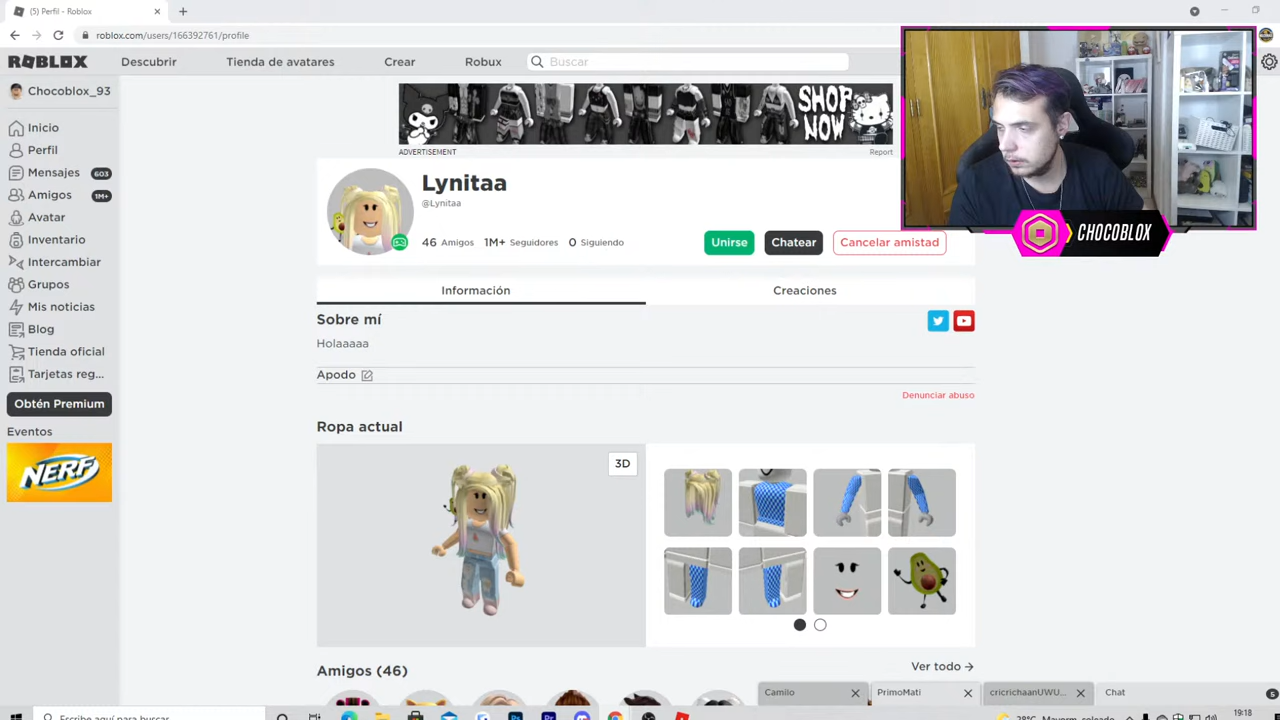 (5) Perfil - Roblox
roblox.com/users/166392761/profile
ROBLOX
Descubrir
Tienda de avatares
Crear
Robux
Buscar
Chocoblox_93
Inicio
Perfil
Mensajes 603
Amigos 1M+
Avatar
Inventario
Intercambiar
Grupos
Mis noticias
Blog
Tienda oficial
Tarjetas reg...
Obtén Premium
Eventos
NERF
SHOP
NOW
ADVERTISEMENT
Report
Lynitaa
@Lynitaa
46 Amigos 1M+ Seguidores 0 Siguiendo
Unirse
Chatear
Cancelar amistad
CHOCOBLOX
Información
Creaciones
Sobre mí
Holaaaaa
Apodo
Denunciar abuso
Ropa actual
3D
Amigos (46)
Ver todo
Camilo
PrimoMati
cricrichaanUWU...
Chat
5
Escribe aquí para buscar
28°C Mayorm. soleado
19:18